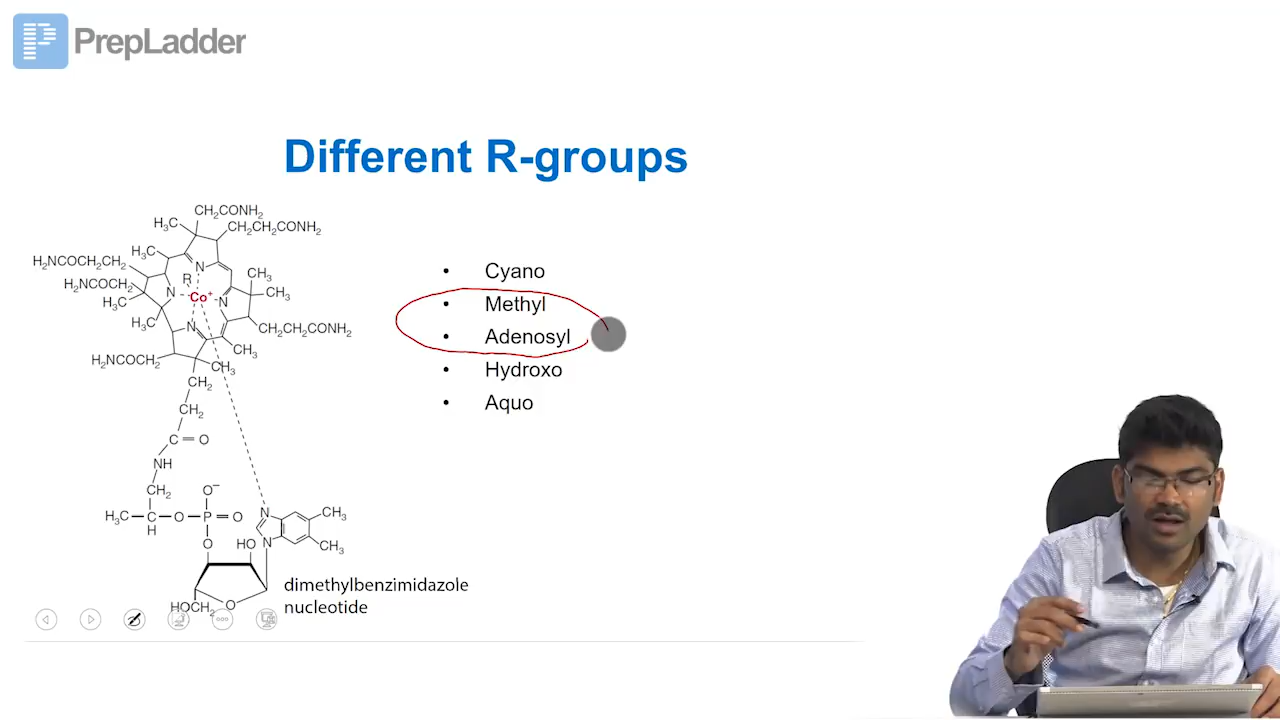 PrepLadder
Different R-groups
CH2CONH2
H3C
CH2CH2CONH2
H3C
H2NCOCH2CH2
H2NCOCH2
H3C
H3C
R
N
N
N
N
Co+
CH3
CH3
CH2CH2CONH2
CH3
H2NCOCH2
CH3
CH2
CH2
C=O
NH
CH2
O−
H3C—C—O—P=O
H
O
HO
N
N
CH3
CH3
HOCH2
O
dimethylbenzimidazole
nucleotide
• Cyano
• Methyl
• Adenosyl
• Hydroxo
• Aquo